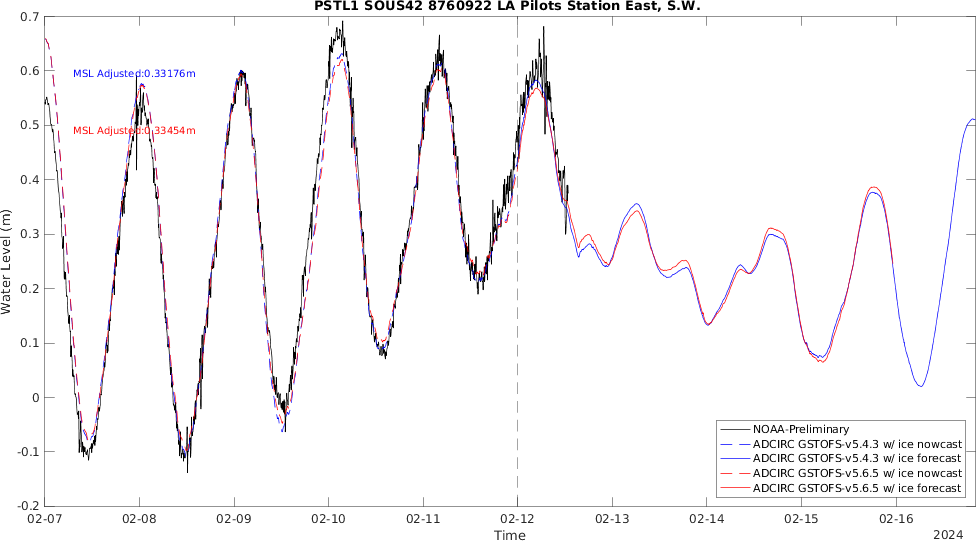 PSTL1 SOUS42 8760922 LA Pilots Station East, S.W.
0.7
0.6
0.5
0.4
0.3
0.2
0.1
0
-0.1
-0.2
Water Level (m)
MSL Adjusted:0.33176m
MSL Adjusted:0.33454m
NOAA-Preliminary
ADCIRC GSTOFS-v5.4.3 w/ ice nowcast
ADCIRC GSTOFS-v5.4.3 w/ ice forecast
ADCIRC GSTOFS-v5.6.5 w/ ice nowcast
ADCIRC GSTOFS-v5.6.5 w/ ice forecast
02-07 02-08 02-09 02-10 02-11 02-12 02-13 02-14 02-15 02-16
Time
2024